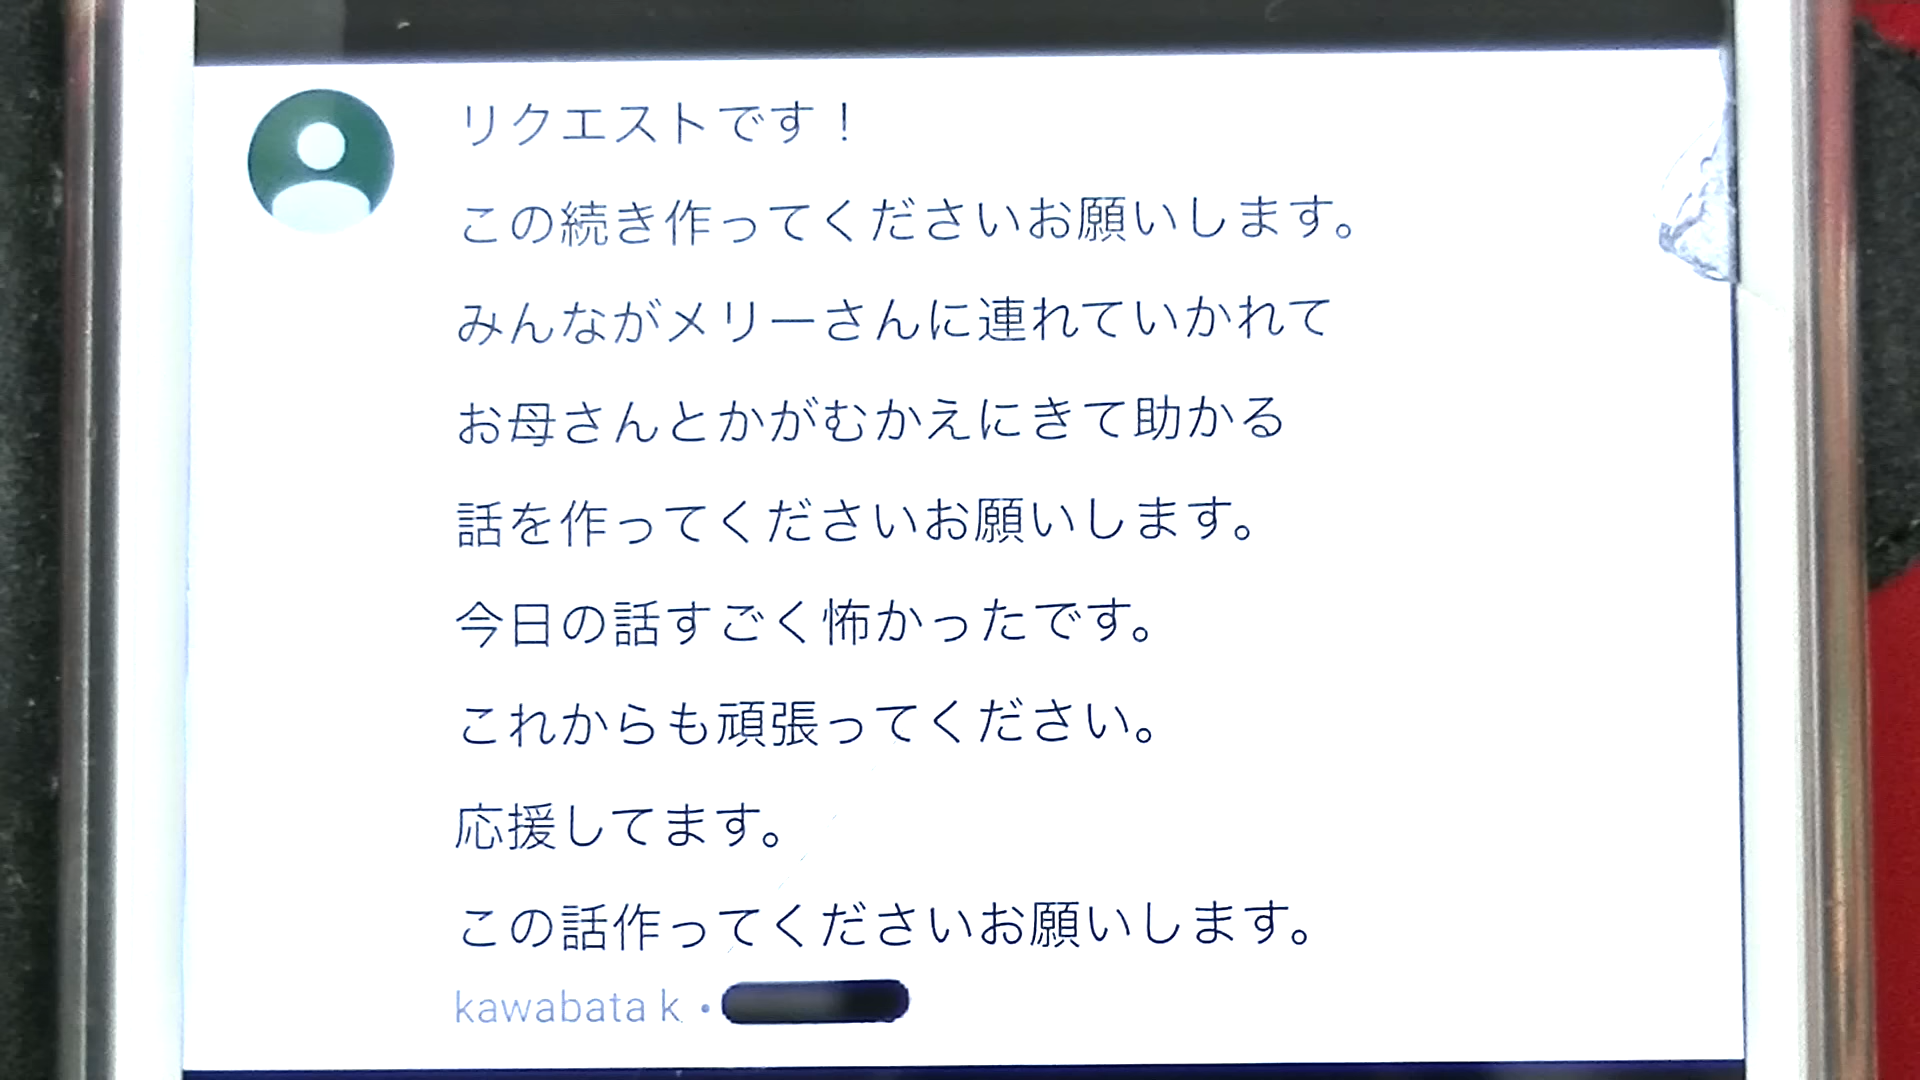 リクエストです！
この続き作ってくださいお願いします。
みんながメリーさんに連れていかれて
お母さんとかがむかえにきて助かる
話を作ってくださいお願いします。
今日の話すごく怖かったです。
これからも頑張ってください。
応援してます。
この話作ってくださいお願いします。
kawabata k •